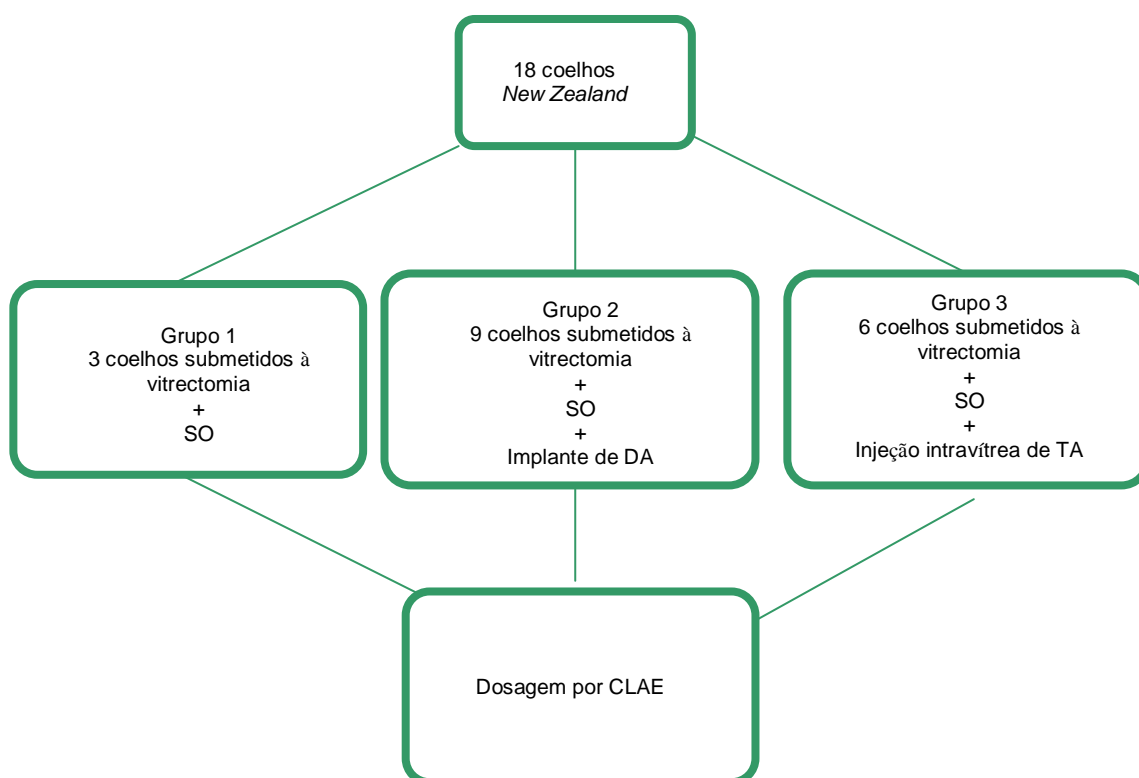 18 coelhos
New Zealand
Grupo 1
3 coelhos submetidos à
vitrectomia
+
SO
Grupo 2
9 coelhos submetidos à
vitrectomia
+
SO
+
Implante de DA
Grupo 3
6 coelhos submetidos à
vitrectomia
+
SO
+
Injeção intravítrea de TA
Dosagem por CLAE